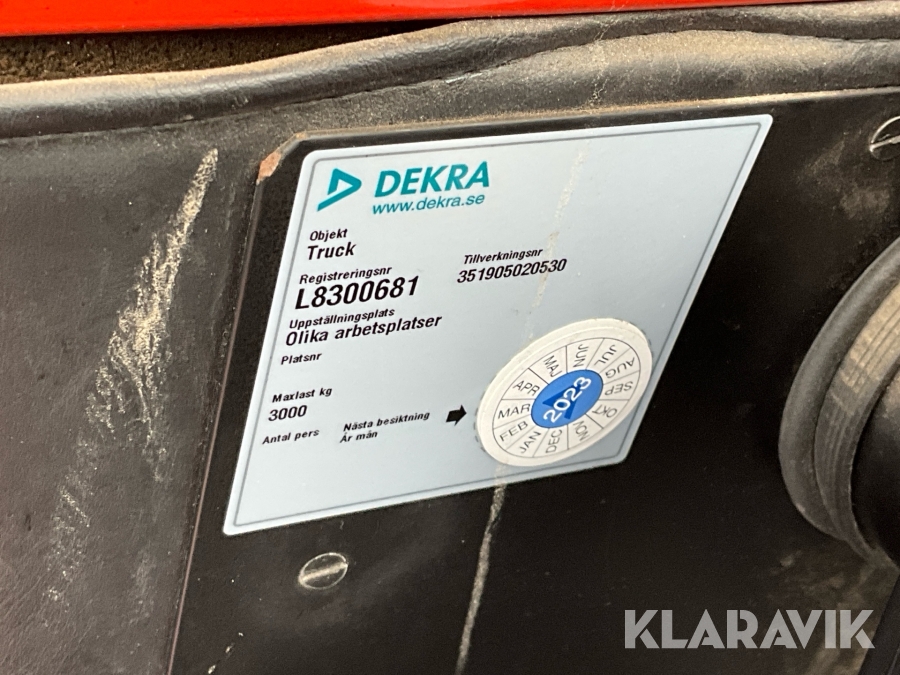 DEKRA
www.dekra.se
Objekt
Truck
Registreringsnr
L8300681
Tillverkningsnr
351905020530
Uppställningsplats
Olika arbetsplatser
Platsnr
Maxlast kg
3000
Antal pers
Nästa besiktning
År mån
JAN
FEB
MAR
APR
MAJ
JUN
JUL
AUG
SEP
OKT
NOV
DEC
2023
KLARAVIK